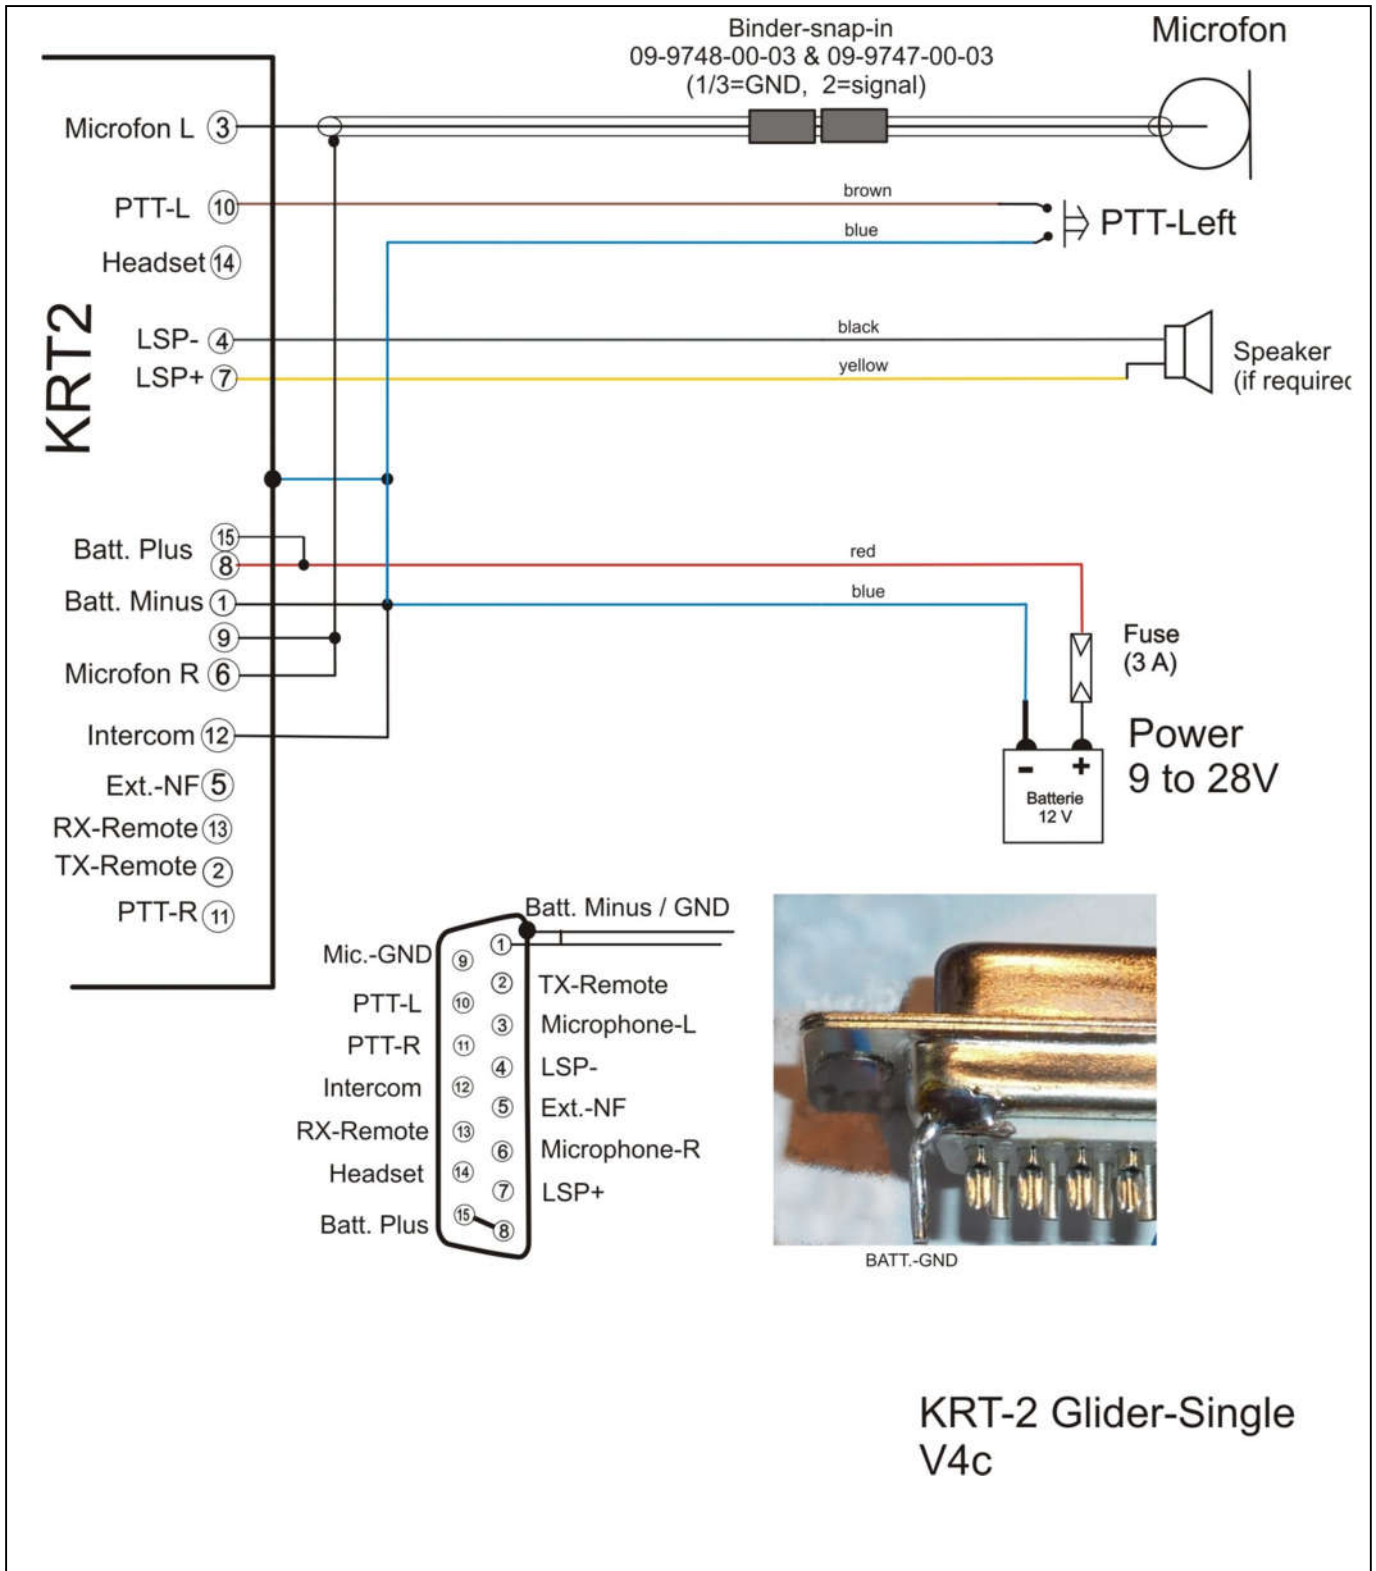 Binder-snap-in
09-9748-00-03 & 09-9747-00-03
(1/3=GND, 2=signal)
Microfon
Microfon L 3
PTT-L 10
brown
blue
PTT-Left
Headset 14
KRT2
LSP- 4
black
LSP+ 7
yellow
Speaker
(if required
Batt. Plus 15
8
red
Batt. Minus 1
blue
9
Microfon R 6
Fuse
(3 A)
Intercom 12
Power
9 to 28V
- +
Batterie
12 V
Ext.-NF 5
RX-Remote 13
TX-Remote 2
PTT-R 11
Batt. Minus / GND
Mic.-GND 9 1
2 TX-Remote
PTT-L 10
3 Microphone-L
PTT-R 11
4 LSP-
Intercom 12
5 Ext.-NF
RX-Remote 13
6 Microphone-R
Headset 14
7 LSP+
Batt. Plus 15 8
BATT.-GND
KRT-2 Glider-Single
V4c